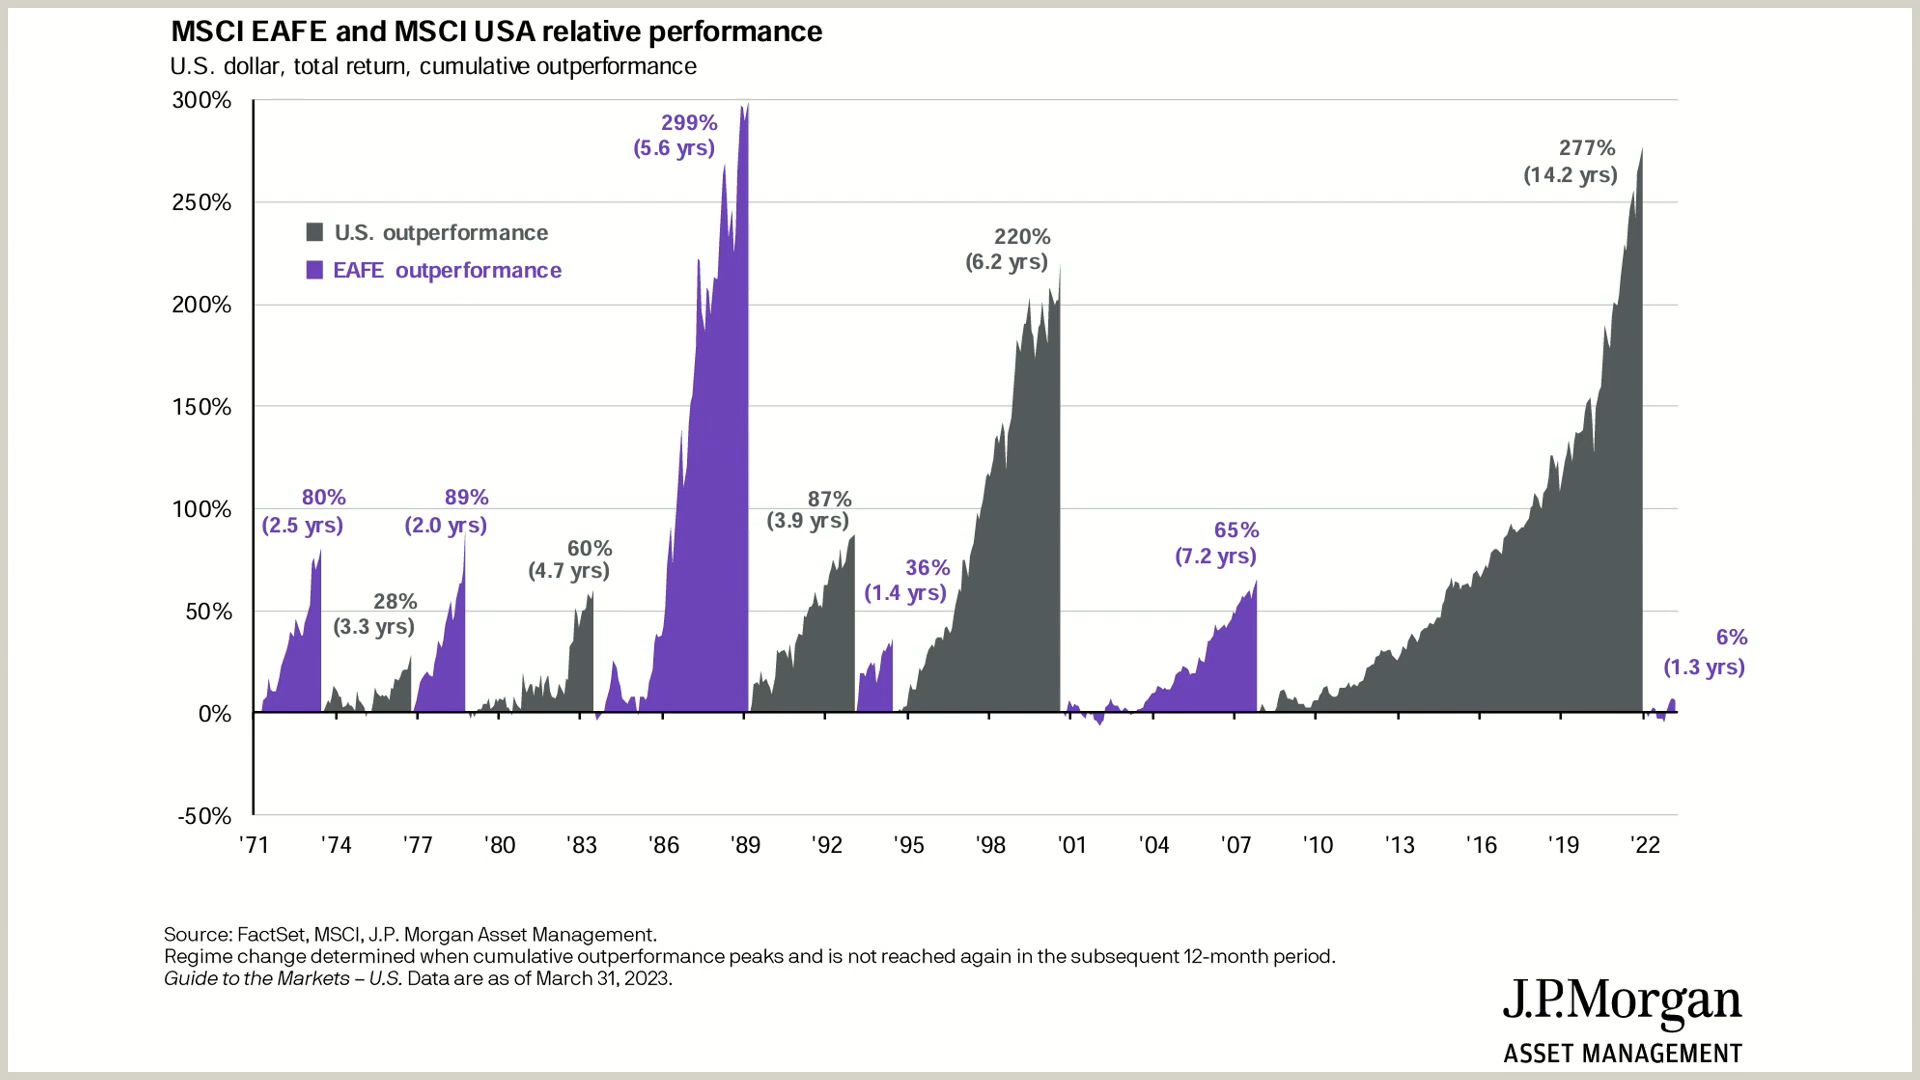 MSCI EAFE and MSCI USA relative performance
U.S. dollar, total return, cumulative outperformance
300%
250%
200%
150%
100%
50%
0%
-50%
U.S. outperformance
EAFE outperformance
80%
(2.5 yrs)
28%
(3.3 yrs)
89%
(2.0 yrs)
60%
(4.7 yrs)
299%
(5.6 yrs)
87%
(3.9 yrs)
36%
(1.4 yrs)
220%
(6.2 yrs)
65%
(7.2 yrs)
277%
(14.2 yrs)
6%
(1.3 yrs)
'71 '74 '77 '80 '83 '86 '89 '92 '95 '98 '01 '04 '07 '10 '13 '16 '19 '22
Source: FactSet, MSCI, J.P. Morgan Asset Management.
Regime change determined when cumulative outperformance peaks and is not reached again in the subsequent 12-month period.
Guide to the Markets – U.S. Data are as of March 31, 2023.
J.P.Morgan
ASSET MANAGEMENT